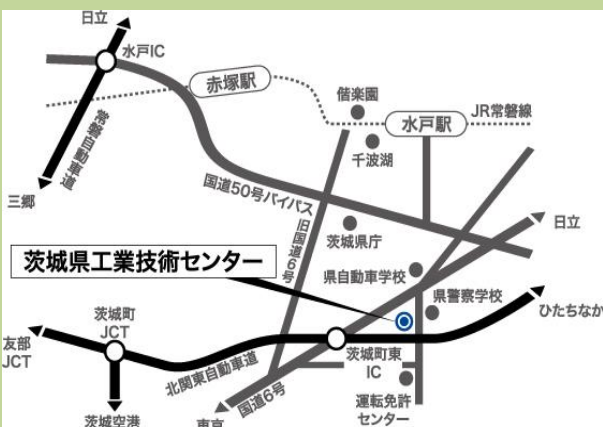 日立
水戸IC
赤塚駅
偕楽園
JR常磐線
水戸駅
千波湖
常磐自動車道
三郷
国道50号バイパス
旧国道6号
茨城県庁
日立
茨城県工業技術センター
県自動車学校
県警察学校
ひたちなか
茨城町
JCT
友部
JCT
北関東自動車道
茨城町東
IC
国道6号
運転免許
センター
茨城空港
東京